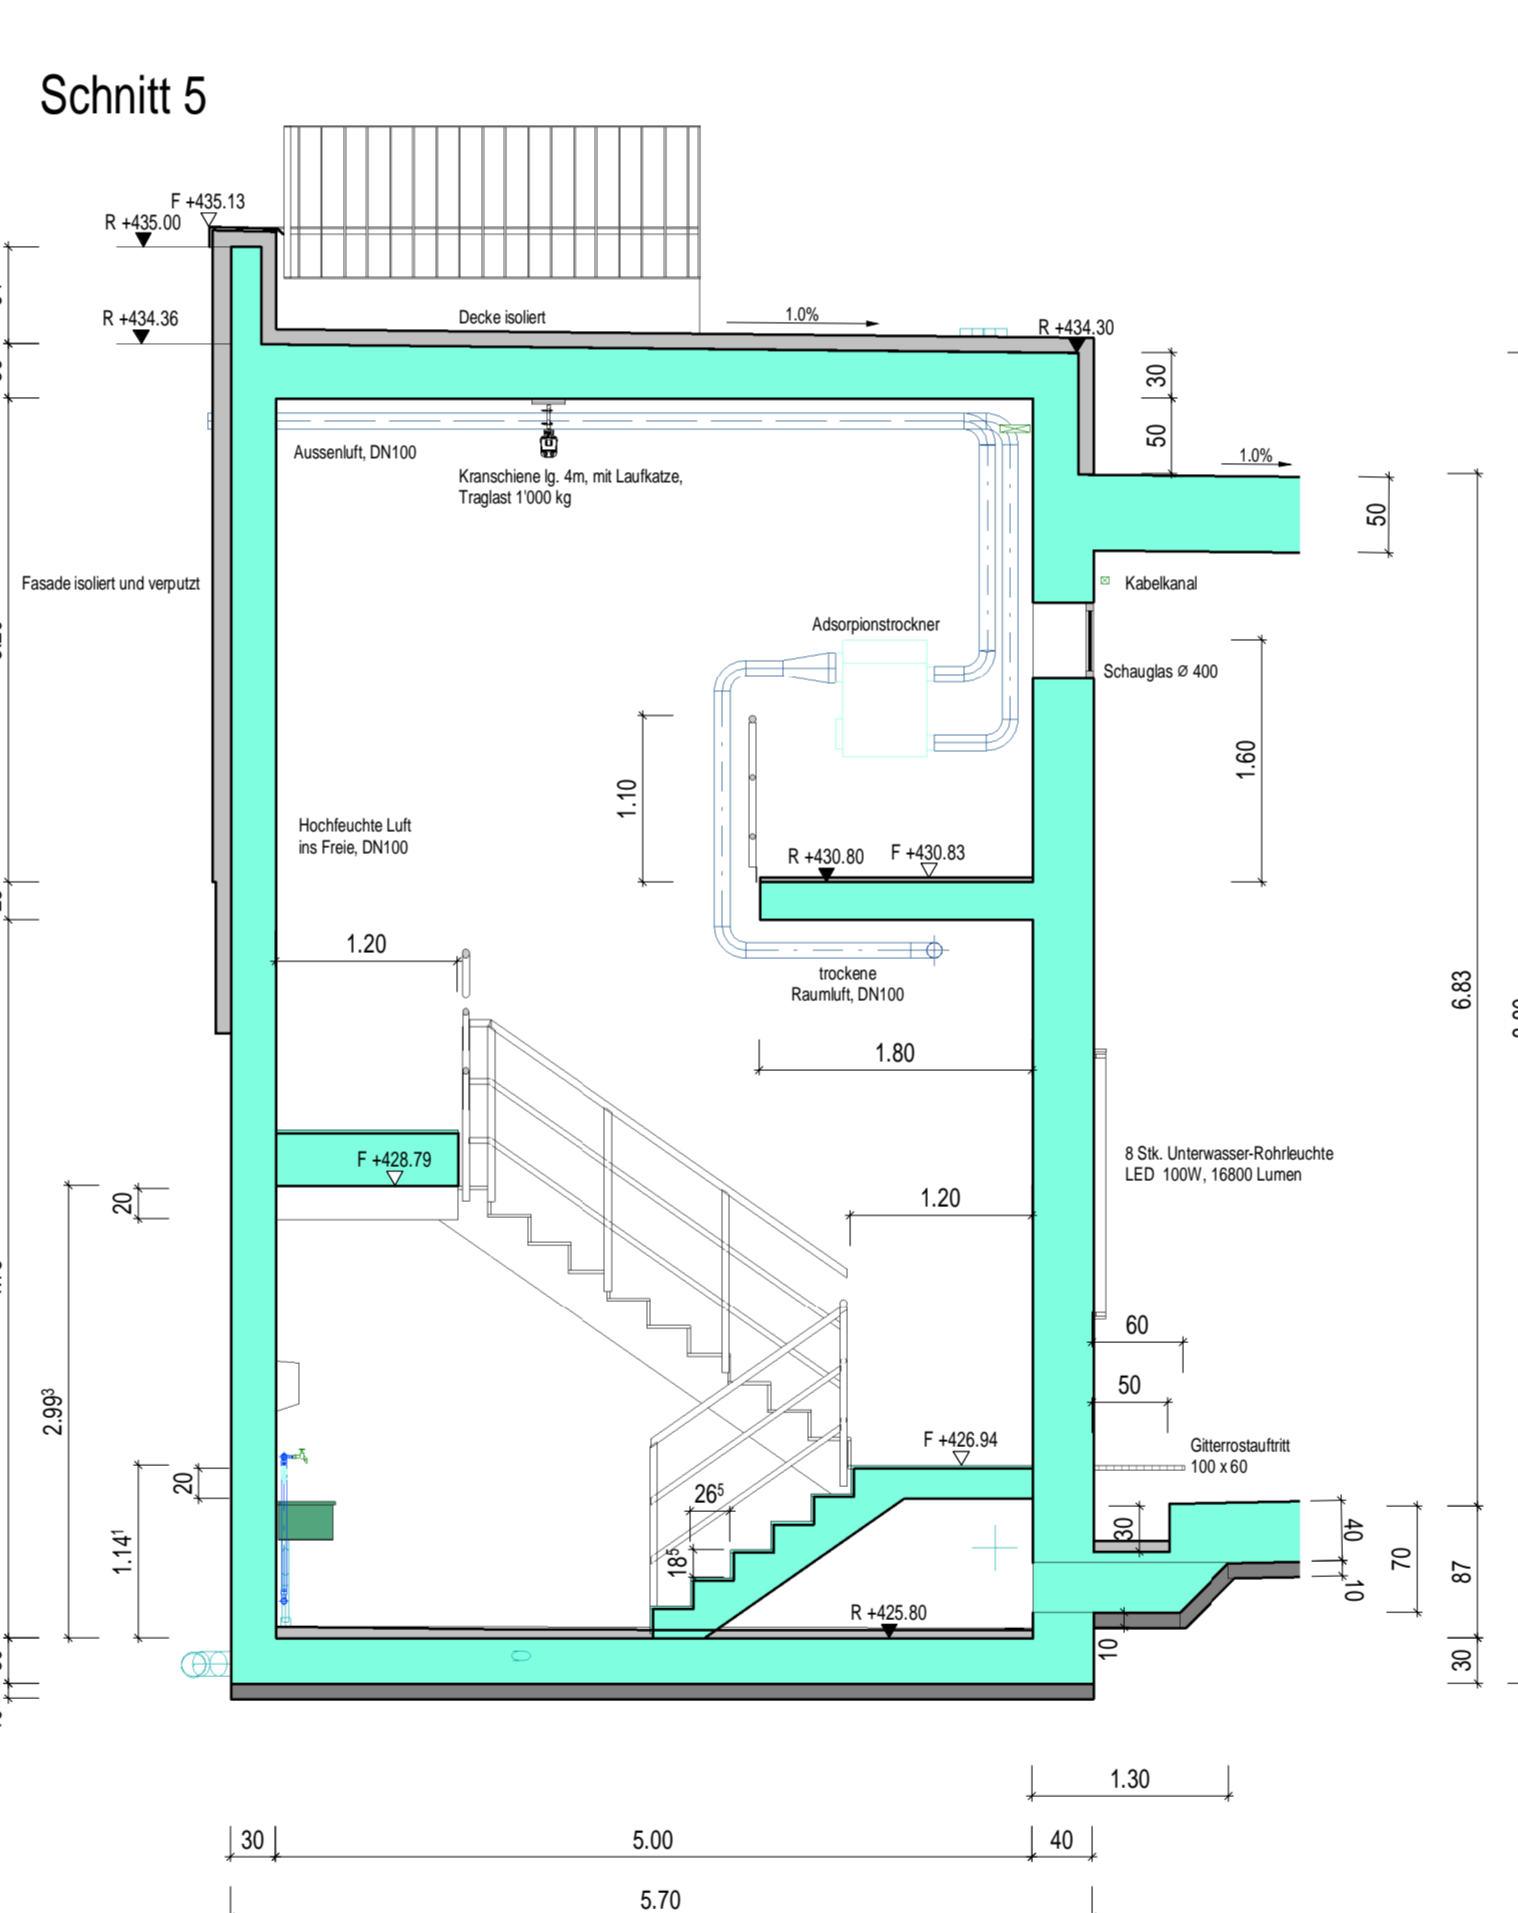 Schnitt 5
F +435.13
R +435.00
R +434.36
Decke isoliert
1.0%
R +434.30
30
50
Aussenluft, DN100
Kranschiene lg. 4m, mit Laufkatze,
Traglast 1'000 kg
1.0%
50
Fasade isoliert und verputzt
Kabelkanal
Adsorpionstrockner
Schauglas Ø 400
1.10
1.60
Hochfeuchte Luft
ins Freie, DN100
R +430.80
F +430.83
1.20
trockene
Raumluft, DN100
6.83
1.80
F +428.79
20
8 Stk. Unterwasser-Rohrleuchte
LED 100W, 16800 Lumen
1.20
60
50
2.99³
F +426.94
Gitterrostauftritt
100 x 60
20
26⁵
1.14¹
18⁵
30
40
70
87
10
R +425.80
10
30
1.30
30
5.00
40
5.70